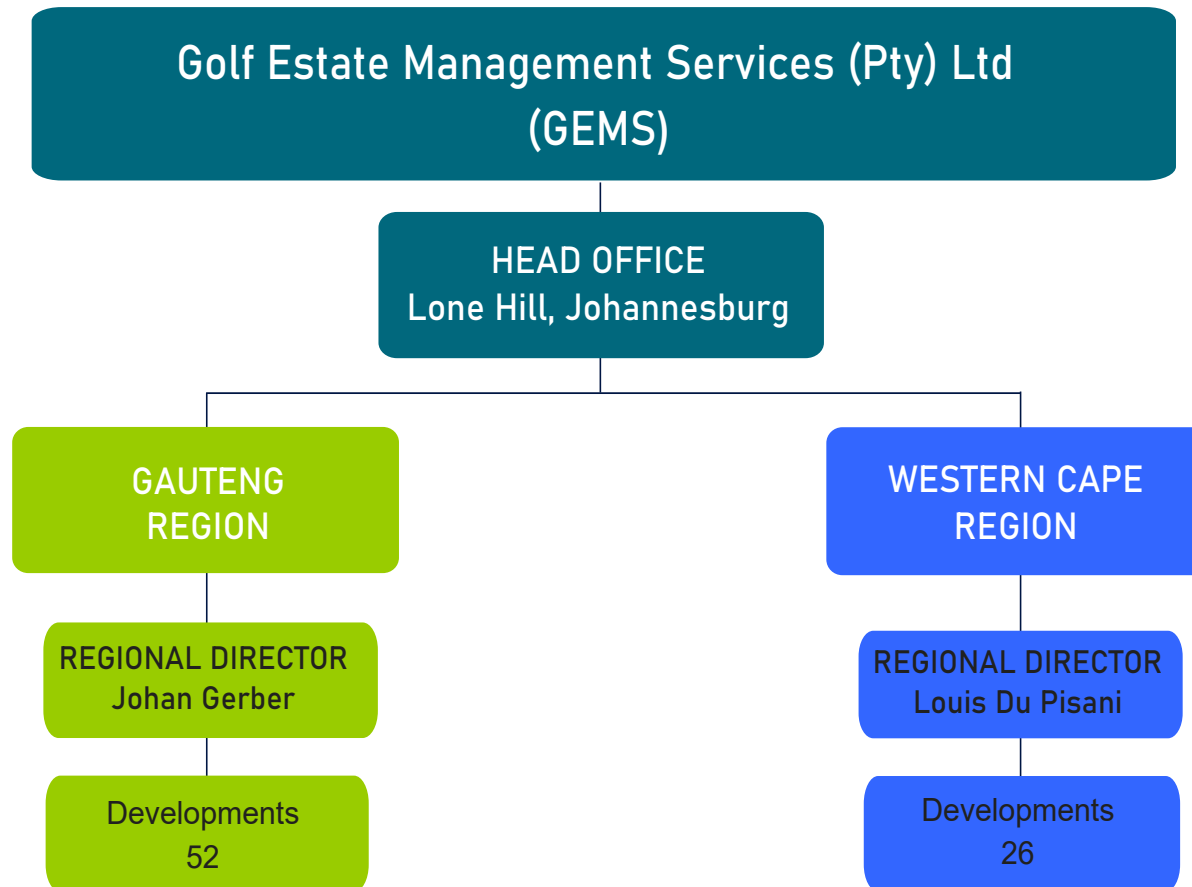 Golf Estate Management Services (Pty) Ltd
(GEMS)
HEAD OFFICE
Lone Hill, Johannesburg
GAUTENG
REGION
WESTERN CAPE
REGION
REGIONAL DIRECTOR
Johan Gerber
REGIONAL DIRECTOR
Louis Du Pisani
Developments
52
Developments
26